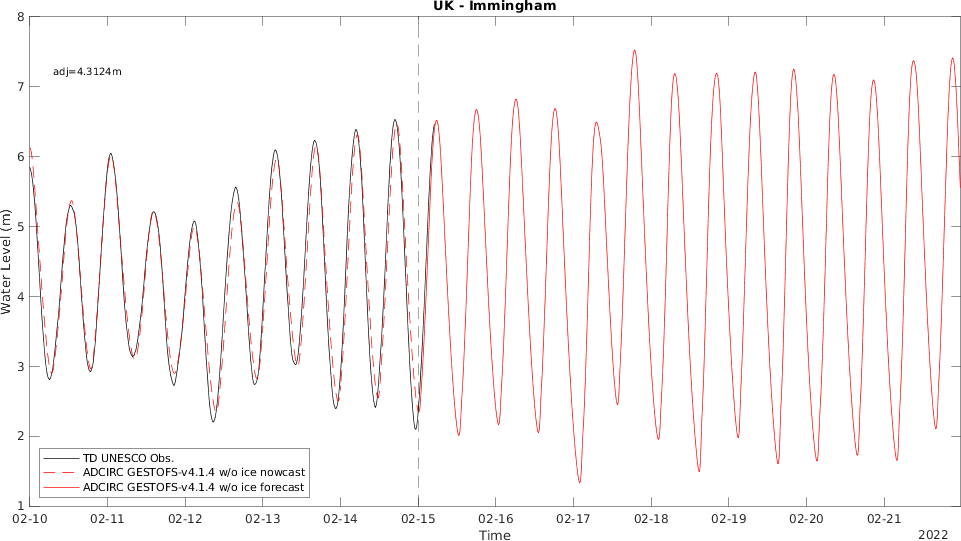 UK - Immingham
8
adj=4.3124m
7
6
5
Water Level (m)
4
3
2
TD UNESCO Obs.
ADCIRC GESTOFS-v4.1.4 w/o ice nowcast
ADCIRC GESTOFS-v4.1.4 w/o ice forecast
1
02-10 02-11 02-12 02-13 02-14 02-15 02-16 02-17 02-18 02-19 02-20 02-21
Time
2022